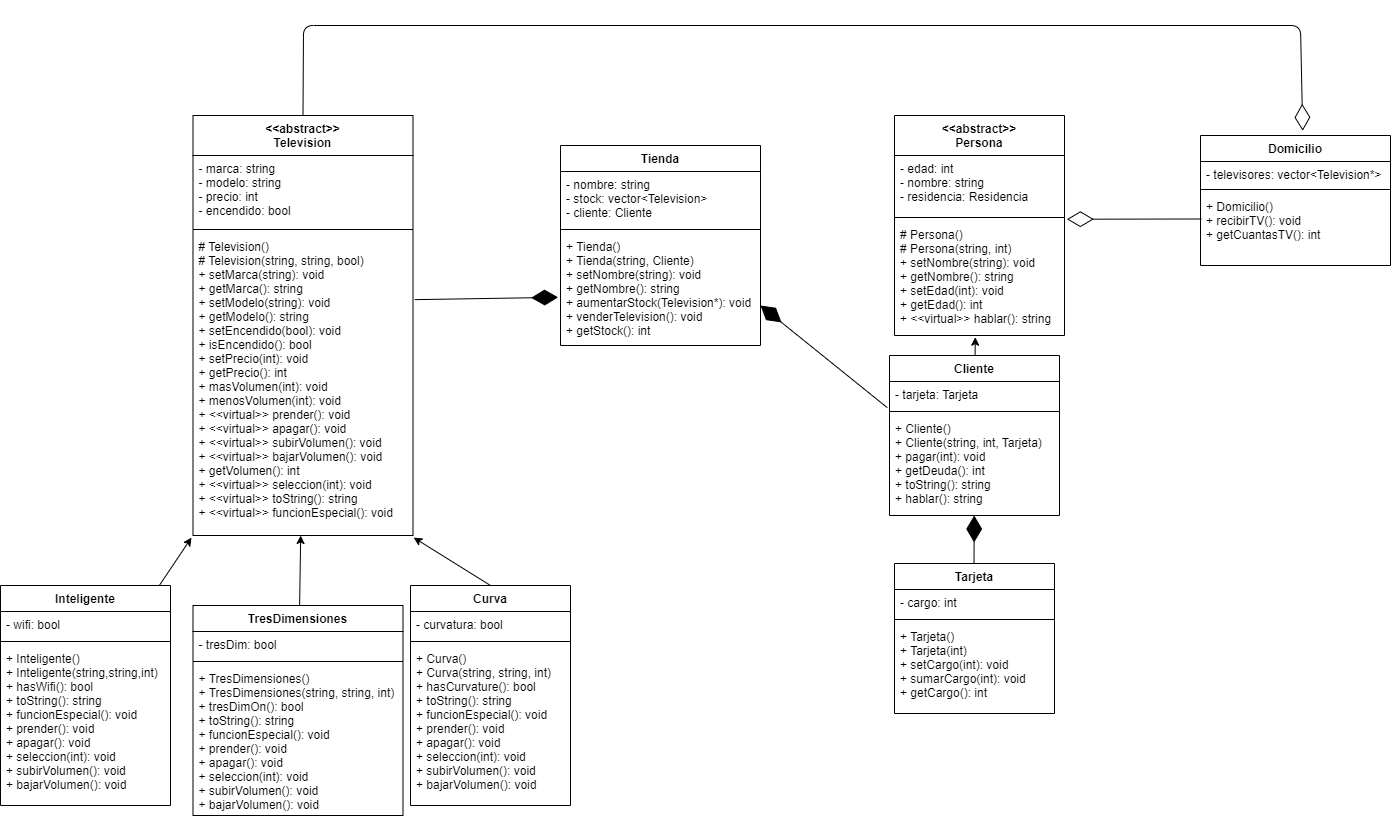 <<abstract>>
Television
- marca: string
- modelo: string
- precio: int
- encendido: bool
# Television()
# Television(string, string, bool)
+ setMarca(string): void
+ getMarca(): string
+ setModelo(string): void
+ getModelo(): string
+ setEncendido(bool): void
+ isEncendido(): bool
+ setPrecio(int): void
+ getPrecio(): int
+ masVolumen(int): void
+ menosVolumen(int): void
+ <<virtual>> prender(): void
+ <<virtual>> apagar(): void
+ <<virtual>> subirVolumen(): void
+ <<virtual>> bajarVolumen(): void
+ getVolumen(): int
+ <<virtual>> seleccion(int): void
+ <<virtual>> toString(): string
+ <<virtual>> funcionEspecial(): void
Tienda
- nombre: string
- stock: vector<Television>
- cliente: Cliente
+ Tienda()
+ Tienda(string, Cliente)
+ setNombre(string): void
+ getNombre(): string
+ aumentarStock(Television*): void
+ venderTelevision(): void
+ getStock(): int
<<abstract>>
Persona
- edad: int
- nombre: string
- residencia: Residencia
# Persona()
# Persona(string, int)
+ setNombre(string): void
+ getNombre(): string
+ setEdad(int): void
+ getEdad(): int
+ <<virtual>> hablar(): string
Domicilio
- televisores: vector<Television*>
+ Domicilio()
+ recibirTV(): void
+ getCuantasTV(): int
Cliente
- tarjeta: Tarjeta
+ Cliente()
+ Cliente(string, int, Tarjeta)
+ pagar(int): void
+ getDeuda(): int
+ toString(): string
+ hablar(): string
Tarjeta
- cargo: int
+ Tarjeta()
+ Tarjeta(int)
+ setCargo(int): void
+ sumarCargo(int): void
+ getCargo(): int
Inteligente
- wifi: bool
+ Inteligente()
+ Inteligente(string,string,int)
+ hasWifi(): bool
+ toString(): string
+ funcionEspecial(): void
+ prender(): void
+ apagar(): void
+ seleccion(int): void
+ subirVolumen(): void
+ bajarVolumen(): void
TresDimensiones
- tresDim: bool
+ TresDimensiones()
+ TresDimensiones(string, string, int)
+ tresDimOn(): bool
+ toString(): string
+ funcionEspecial(): void
+ prender(): void
+ apagar(): void
+ seleccion(int): void
+ subirVolumen(): void
+ bajarVolumen(): void
Curva
- curvatura: bool
+ Curva()
+ Curva(string, string, int)
+ hasCurvature(): bool
+ toString(): string
+ funcionEspecial(): void
+ prender(): void
+ apagar(): void
+ seleccion(int): void
+ subirVolumen(): void
+ bajarVolumen(): void